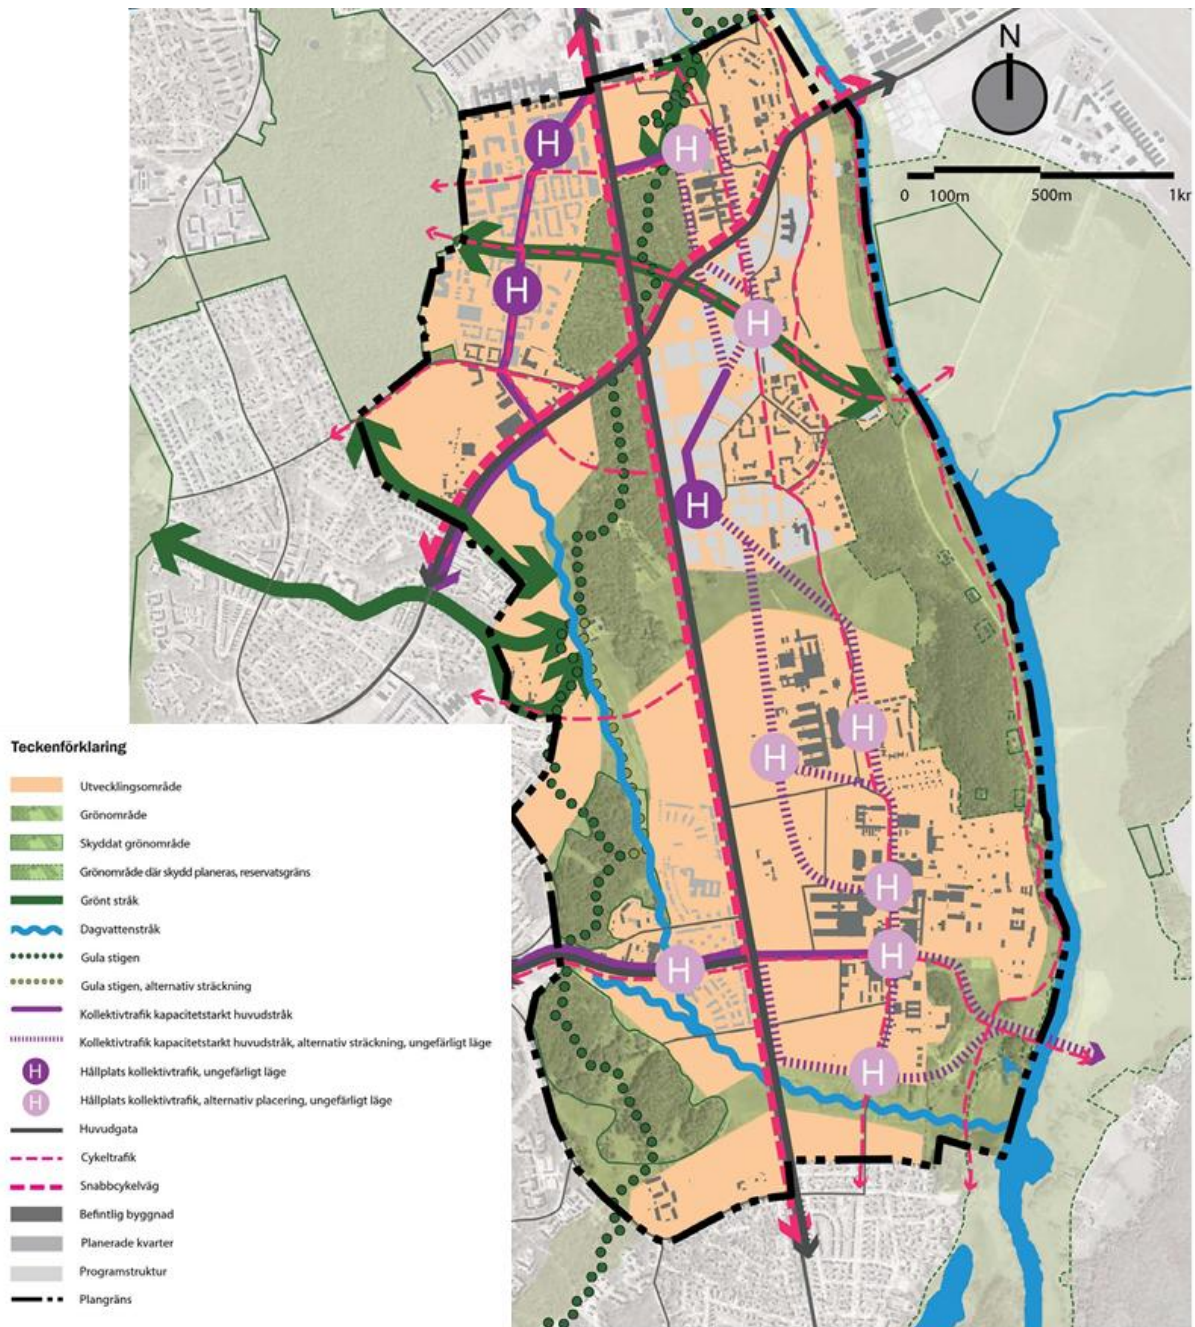 N
0 100m 500m 1kr
H
H
H
H
H
H
H
H
H
H
H
Teckenförklaring
Utvecklingsområde
Grönområde
Skyddat grönområde
Grönområde där skydd planeras, reservatsgräns
Grönt stråk
Dagvattenstråk
Gula stigen
Gula stigen, alternativ sträckning
Kollektivtrafik kapacitetstarkt huvudstråk
Kollektivtrafik kapacitetstarkt huvudstråk, alternativ sträckning, ungefärligt läge
H Hållplats kollektivtrafik, ungefärligt läge
H Hållplats kollektivtrafik, alternativ placering, ungefärligt läge
Huvudgata
Cykeltrafik
Snabbcykelväg
Befintlig byggnad
Planerade kvarter
Programstruktur
Plangräns